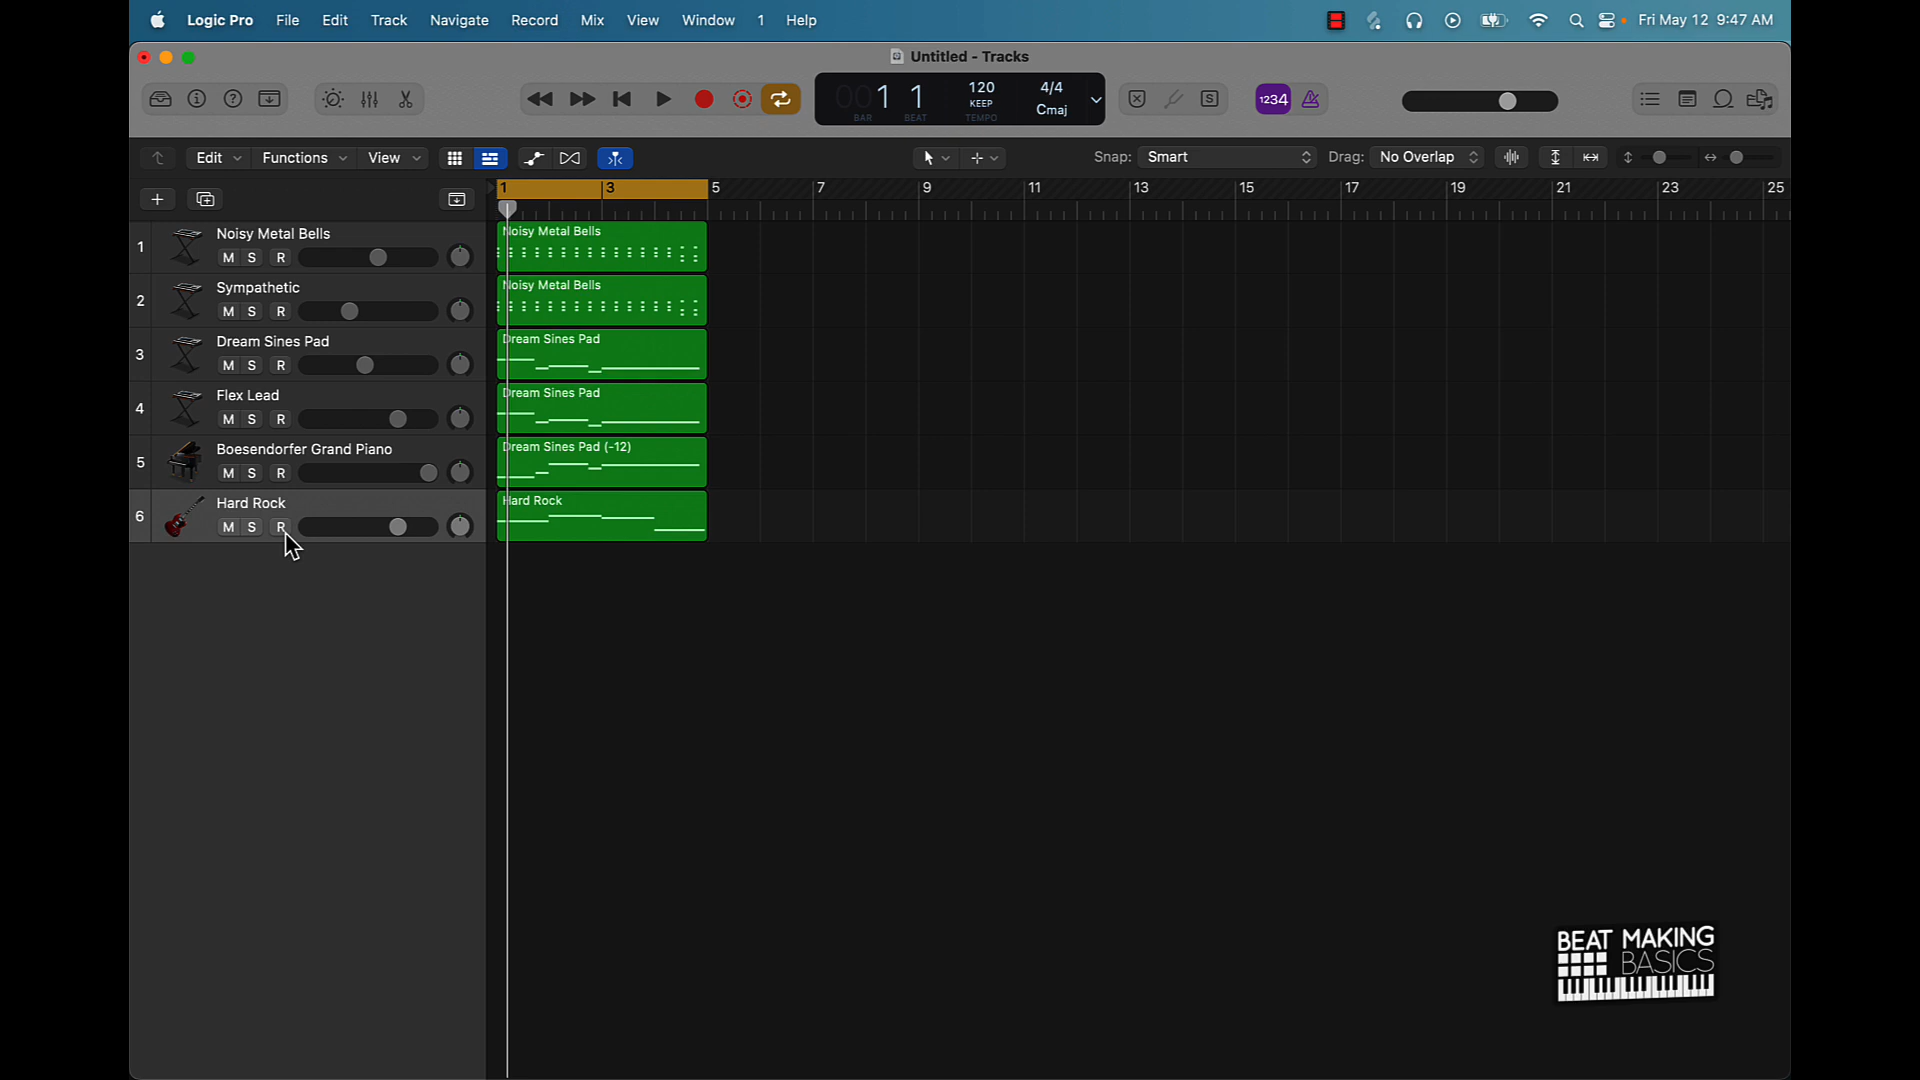 Logic Pro File Edit Track Navigate Record Mix View Window 1 Help Fri May 12 9:47 AM
Untitled - Tracks
001 1 120 4/4
KEEP Cmaj
BAR BEAT TEMPO
S 1234
Edit Functions View Snap: Smart Drag: No Overlap
1 3 5 7 9 11 13 15 17 19 21 23 25
1 Noisy Metal Bells
M S R
Noisy Metal Bells
2 Sympathetic
M S R
Noisy Metal Bells
3 Dream Sines Pad
M S R
Dream Sines Pad
4 Flex Lead
M S R
Dream Sines Pad
5 Boesendorfer Grand Piano
M S R
Dream Sines Pad (-12)
6 Hard Rock
M S R
Hard Rock
BEAT MAKING
BASICS